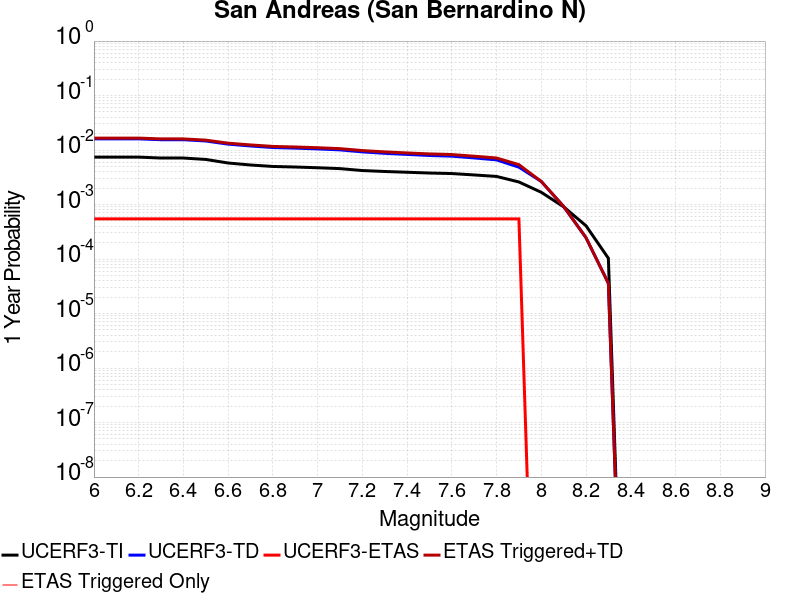 San Andreas (San Bernardino N)
10^0
10^-1
10^-2
10^-3
10^-4
10^-5
10^-6
10^-7
10^-8
1 Year Probability
6 6.2 6.4 6.6 6.8 7 7.2 7.4 7.6 7.8 8 8.2 8.4 8.6 8.8 9
Magnitude
UCERF3-TI UCERF3-TD UCERF3-ETAS ETAS Triggered+TD
ETAS Triggered Only